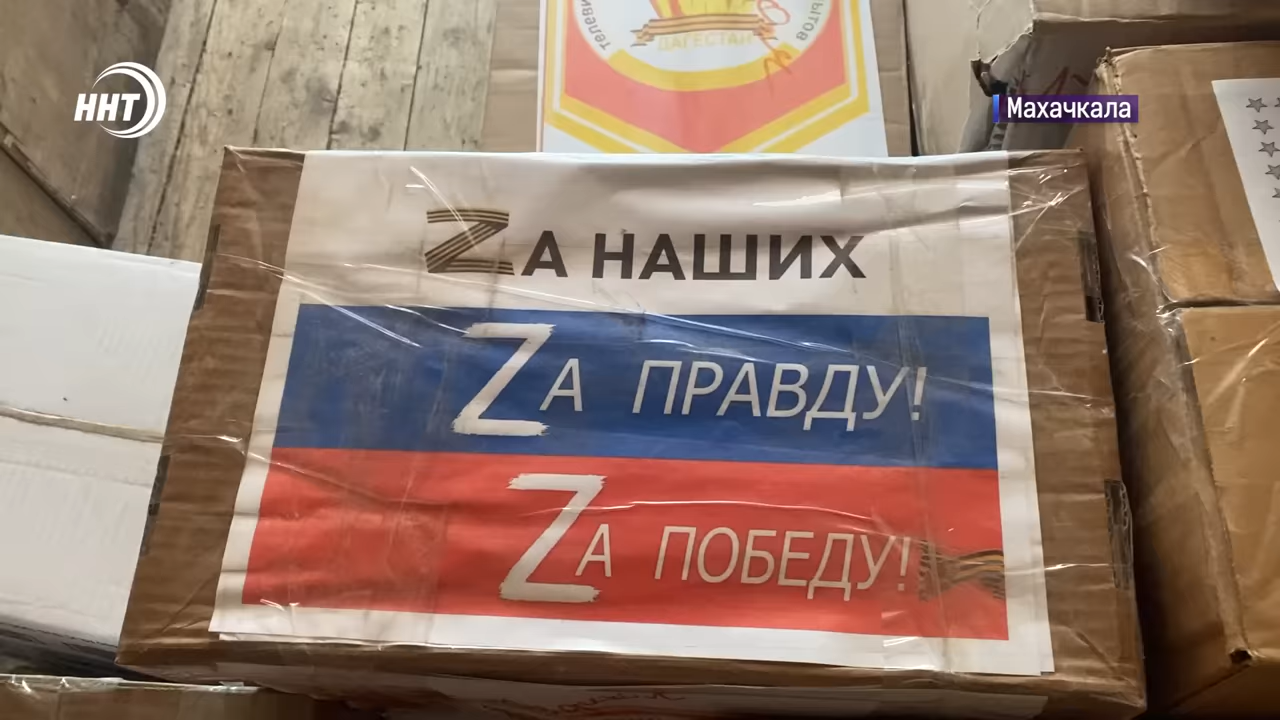 ННТ
ДАГЕСТАН
Махачкала
ZА НАШИХ
ZА ПРАВДУ!
ZА ПОБЕДУ!